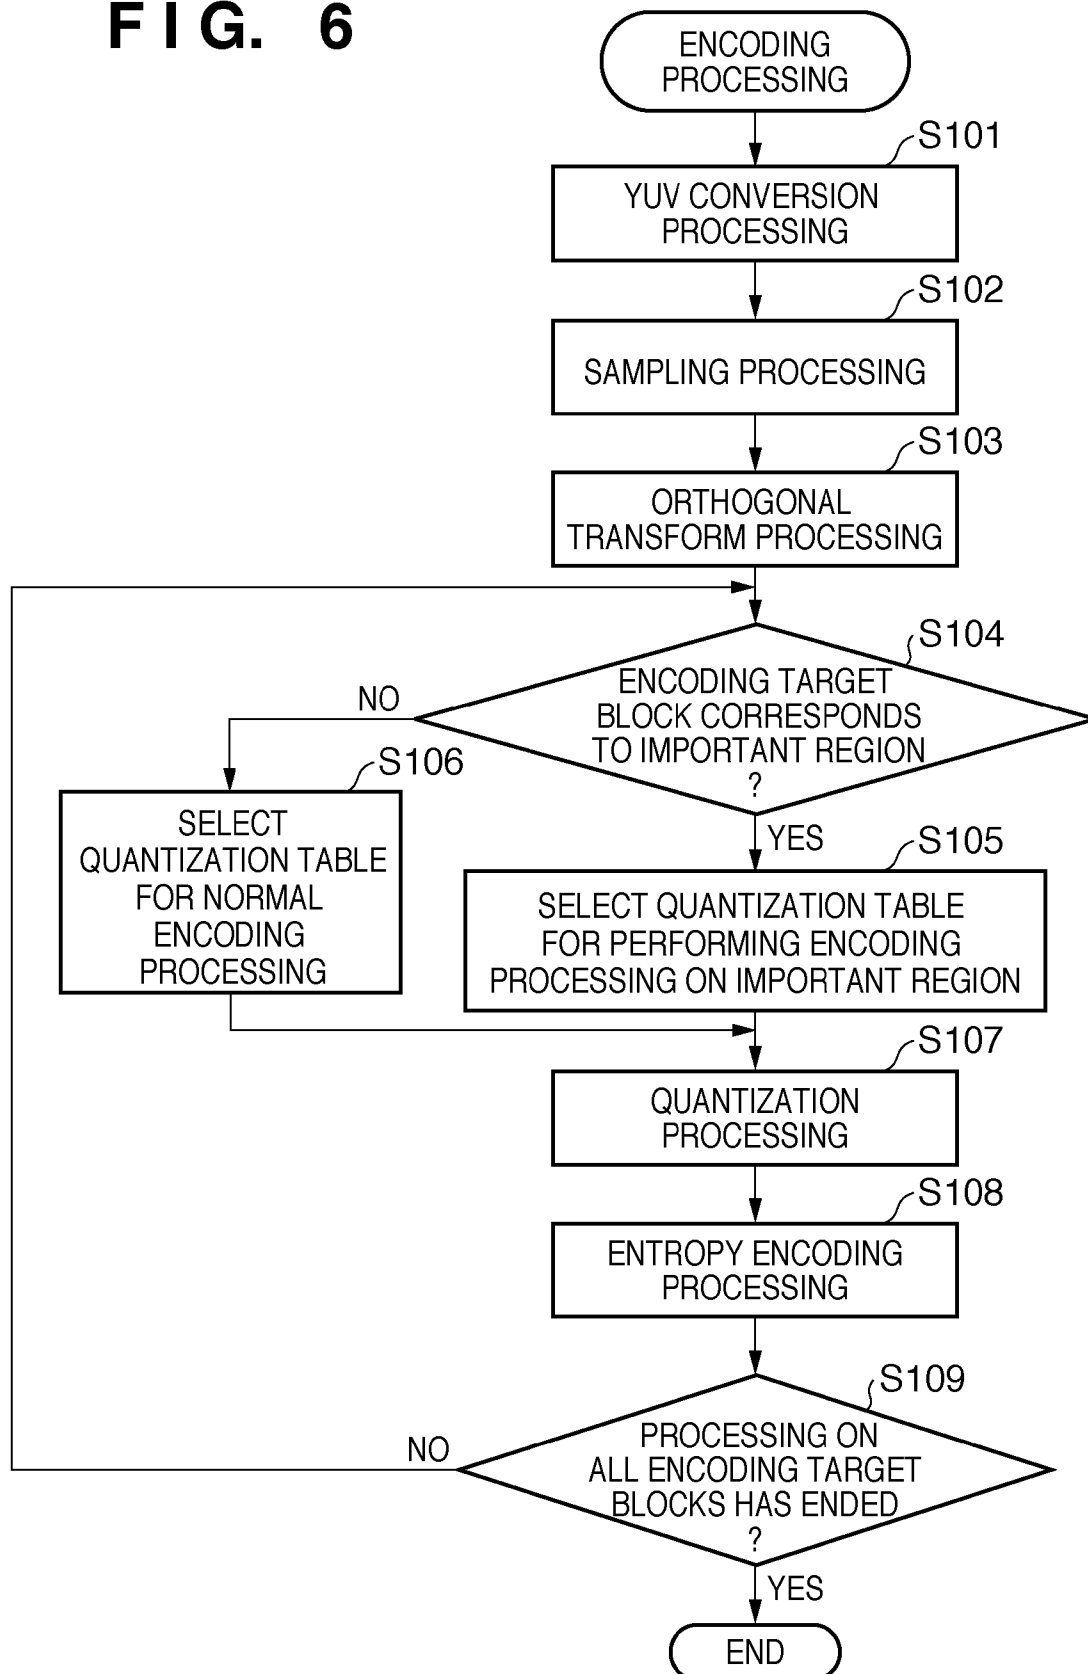 FIG. 6
ENCODING
PROCESSING
S101
YUV CONVERSION
PROCESSING
S102
SAMPLING PROCESSING
S103
ORTHOGONAL
TRANSFORM PROCESSING
S104
ENCODING TARGET
BLOCK CORRESPONDS
TO IMPORTANT REGION
?
NO
YES
S106
SELECT
QUANTIZATION TABLE
FOR NORMAL
ENCODING
PROCESSING
S105
SELECT QUANTIZATION TABLE
FOR PERFORMING ENCODING
PROCESSING ON IMPORTANT REGION
S107
QUANTIZATION
PROCESSING
S108
ENTROPY ENCODING
PROCESSING
S109
PROCESSING ON
ALL ENCODING TARGET
BLOCKS HAS ENDED
?
NO
YES
END